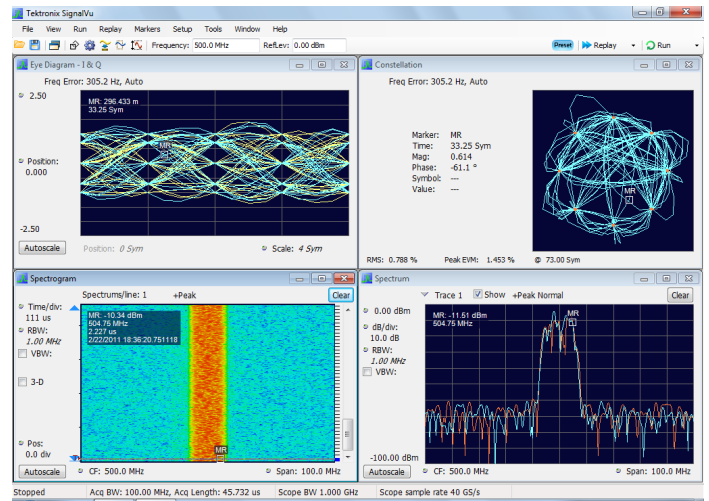 Tektronix SignalVu
File View Run Replay Markers Setup Tools Window Help
Frequency: 500.0 MHz RefLev: 0.00 dBm Preset Replay Run
Eye Diagram - I & Q
Freq Error: 305.2 Hz, Auto
2.50
MR: 296.433 m
33.25 Sym
MR
Position:
0.000
-2.50
Autoscale Position: 0 Sym Scale: 4 Sym
Constellation
Freq Error: 305.2 Hz, Auto
Marker: MR
Time: 33.25 Sym
Mag: 0.614
Phase: -61.1 °
Symbol: ---
Value: ---
MR
RMS: 0.788 % Peak EVM: 1.453 % @ 73.00 Sym
Spectrogram
Spectrums/line: 1 +Peak Clear
Time/div:
111 us
RBW:
1.00 MHz
VBW:
3-D
Pos:
0.0 div
MR: -10.34 dBm
504.75 MHz
2.227 us
2/22/2011 18:36:20.751118
MR
Autoscale CF: 500.0 MHz Span: 100.0 MHz
Spectrum
Trace 1 Show +Peak Normal Clear
0.00 dBm
dB/div:
10.0 dB
RBW:
1.00 MHz
VBW:
-100.00 dBm
MR: -11.51 dBm
504.75 MHz
MR
Autoscale CF: 500.0 MHz Span: 100.0 MHz
Stopped Acq BW: 100.00 MHz, Acq Length: 45.732 us Scope BW 1.000 GHz Scope sample rate 40 GS/s